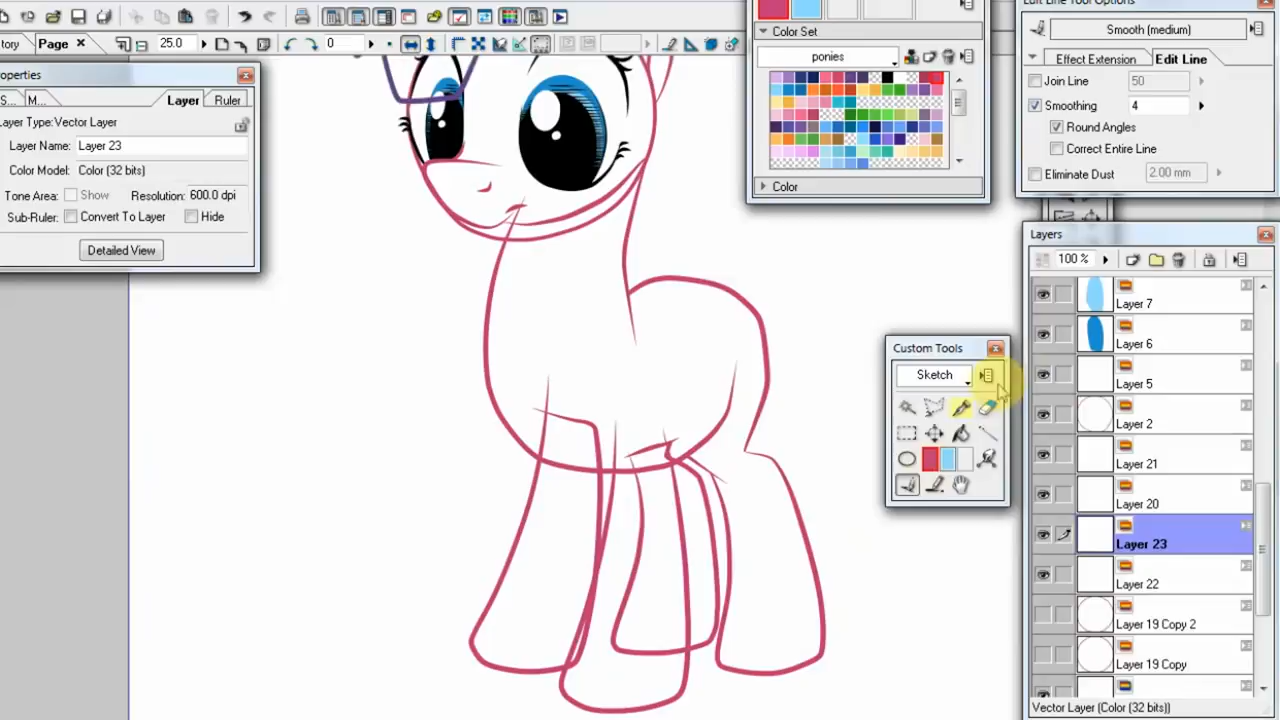 Edit Line Tool Options
25.0
0
tory
Page
Color Set
ponies
Color
Smooth (medium)
Effect Extension
Edit Line
Join Line
50
Smoothing
4
Round Angles
Correct Entire Line
Eliminate Dust
2.00 mm
roperties
S...
M...
Layer
Ruler
Layer Type:Vector Layer
Layer Name:
Layer 23
Color Model:
Color (32 bits)
Tone Area:
Show
Resolution:
600.0 dpi
Sub-Ruler:
Convert To Layer
Hide
Detailed View
Custom Tools
Sketch
Layers
100 %
Layer 7
Layer 6
Layer 5
Layer 2
Layer 21
Layer 20
Layer 23
Layer 22
Layer 19 Copy 2
Layer 19 Copy
Vector Layer (Color (32 bits))